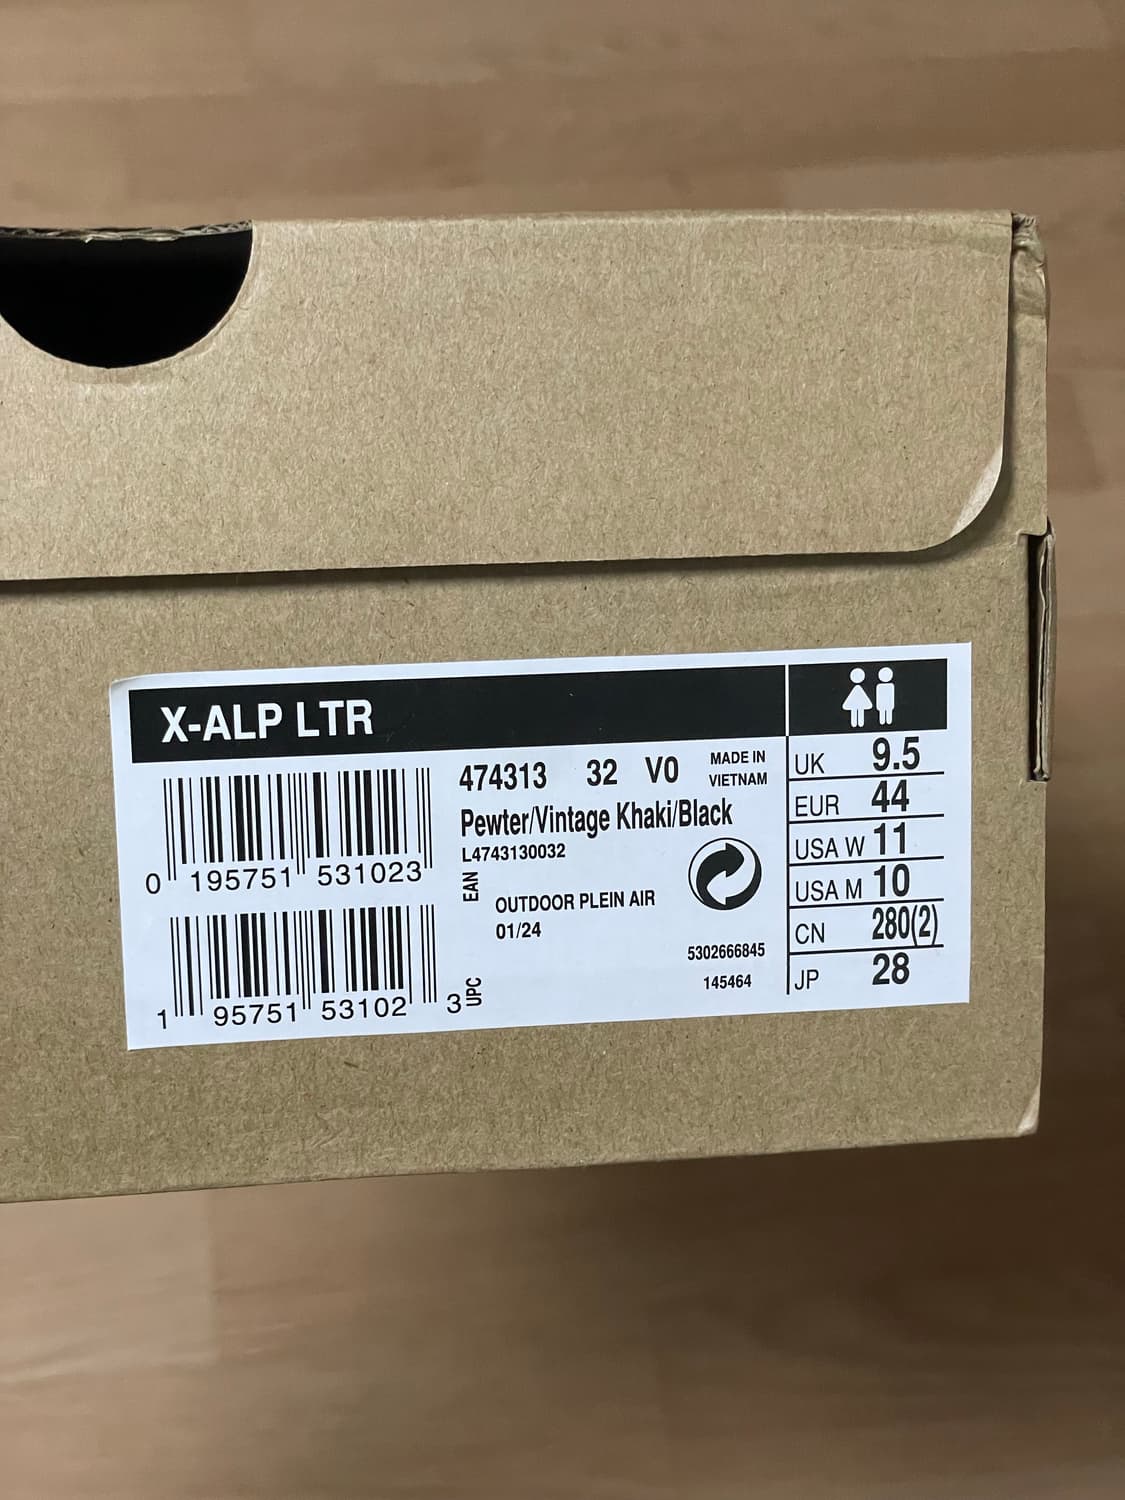 X-ALP LTR
474313 32 V0 MADE IN VIETNAM
Pewter/Vintage Khaki/Black
L4743130032
0 195751 531023
EAN
OUTDOOR PLEIN AIR
01/24
5302666845
145464
1 95751 53102 3
UPC
UK 9.5
EUR 44
USA W 11
USA M 10
CN 280(2)
JP 28